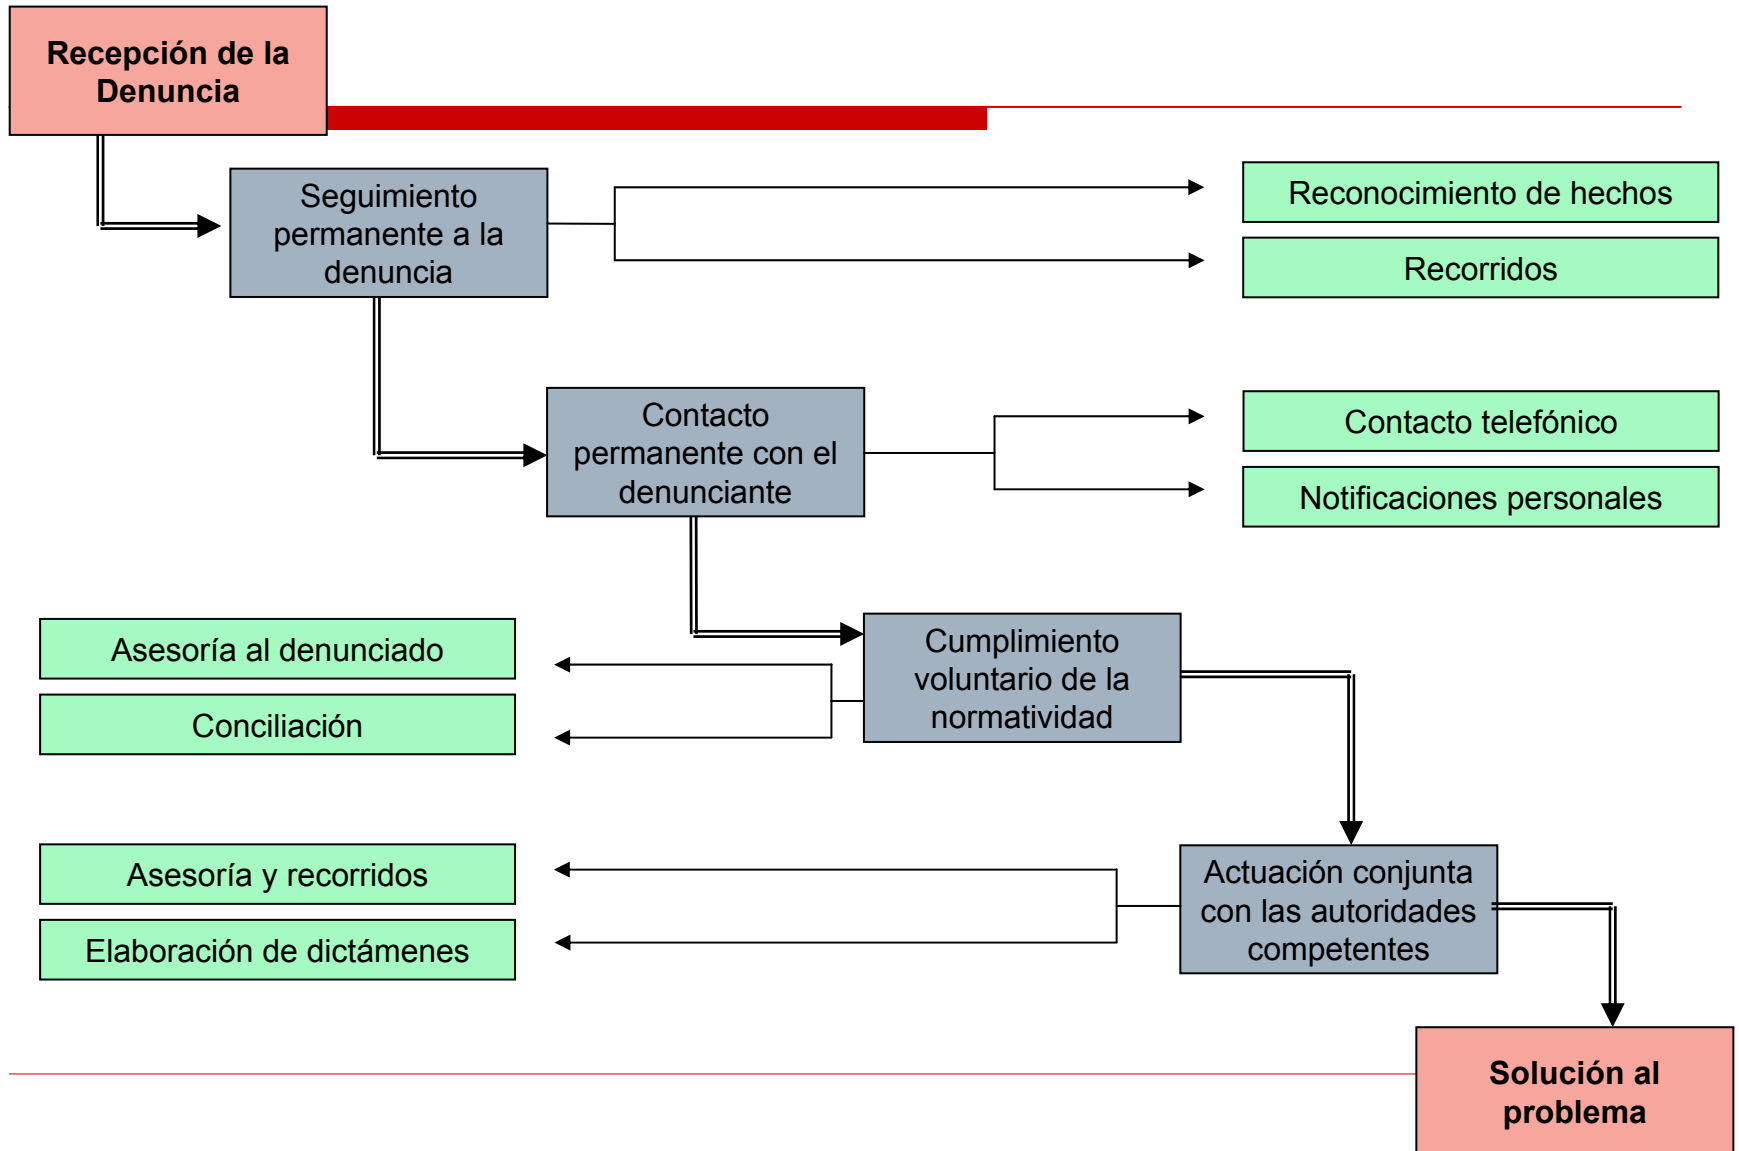 Recepción de la
Denuncia
Seguimiento
permanente a la
denuncia
Reconocimiento de hechos
Recorridos
Contacto
permanente con el
denunciante
Contacto telefónico
Notificaciones personales
Cumplimiento
voluntario de la
normatividad
Asesoría al denunciado
Conciliación
Actuación conjunta
con las autoridades
competentes
Asesoría y recorridos
Elaboración de dictámenes
Solución al
problema